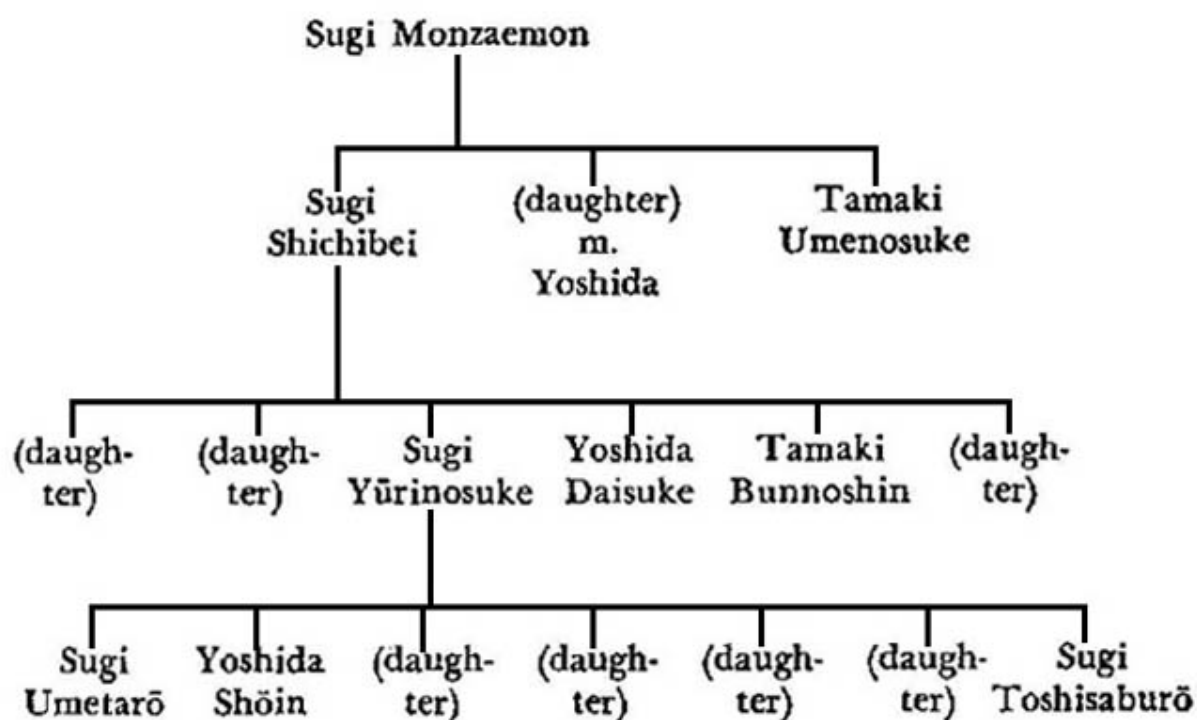 Sugi Monzaemon
Sugi
Shichibei
(daughter)
m.
Yoshida
Tamaki
Umenosuke
(daugh-
ter)
(daugh-
ter)
Sugi
Yūrinosuke
Yoshida
Daisuke
Tamaki
Bunnoshin
(daugh-
ter)
Sugi
Umetarō
Yoshida
Shōin
(daugh-
ter)
(daugh-
ter)
(daugh-
ter)
(daugh-
ter)
Sugi
Toshisaburō